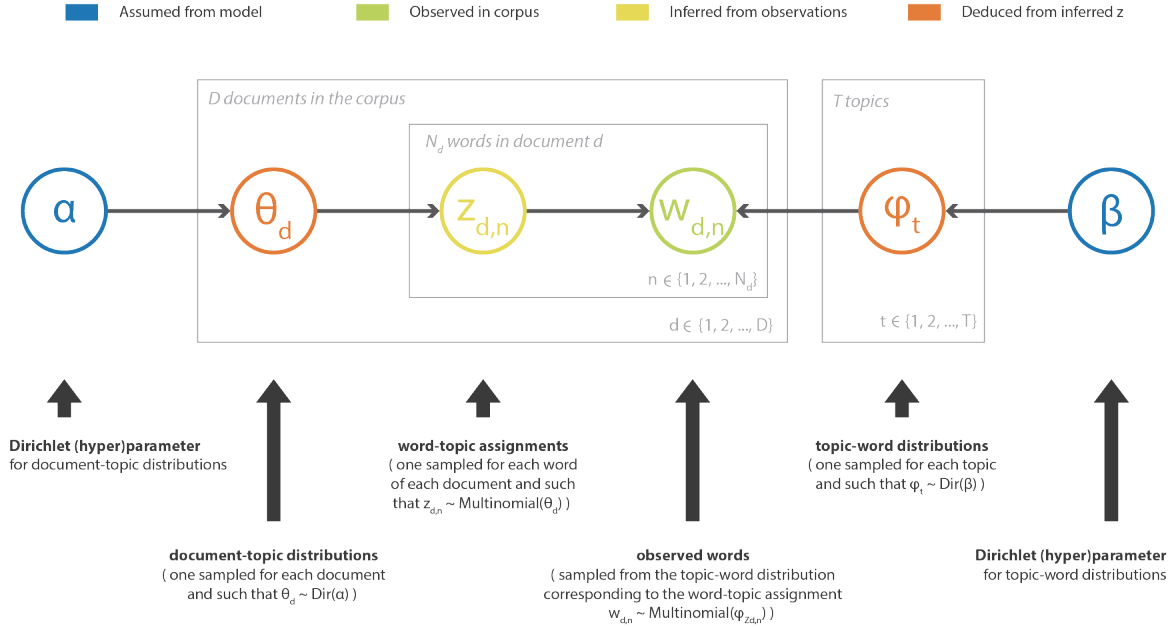 Assumed from model
Observed in corpus
Inferred from observations
Deduced from inferred z
D documents in the corpus
T topics
N_d words in document d
α
θ_d
z_d,n
w_d,n
φ_t
β
n ∈ {1, 2, ..., N_d}
d ∈ {1, 2, ..., D}
t ∈ {1, 2, ..., T}
Dirichlet (hyper)parameter
for document-topic distributions
word-topic assignments
( one sampled for each word
of each document and such
that z_d,n ~ Multinomial(θ_d) )
topic-word distributions
( one sampled for each topic
and such that φ_t ~ Dir(β) )
document-topic distributions
( one sampled for each document
and such that θ_d ~ Dir(α) )
observed words
( sampled from the topic-word distribution
corresponding to the word-topic assignment
w_d,n ~ Multinomial(φ_Zd,n) )
Dirichlet (hyper)parameter
for topic-word distributions